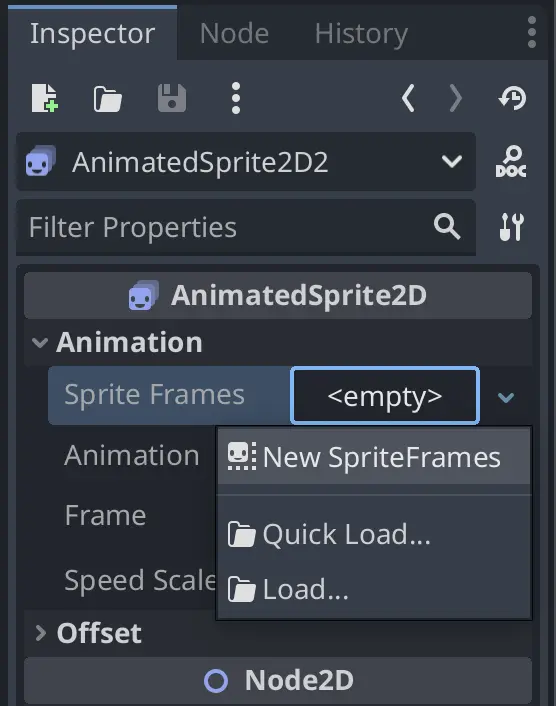 Inspector Node History
AnimatedSprite2D2
DOC
Filter Properties
AnimatedSprite2D
Animation
Sprite Frames <empty>
New SpriteFrames
Animation
Frame
Quick Load...
Speed Scale
Load...
Offset
Node2D